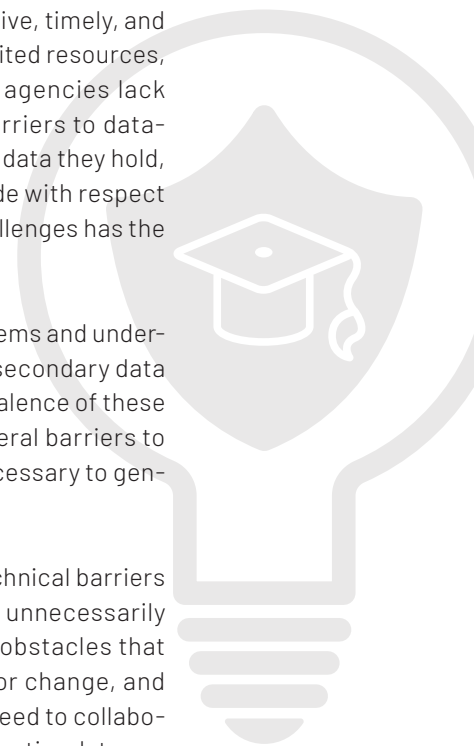 ive, timely, and
ited resources,
agencies lack
rriers to data-
data they hold,
de with respect
llenges has the
ems and under-
secondary data
alence of these
eral barriers to
cessary to gen-
chnical barriers
unnecessarily
obstacles that
or change, and
eed to collabo-